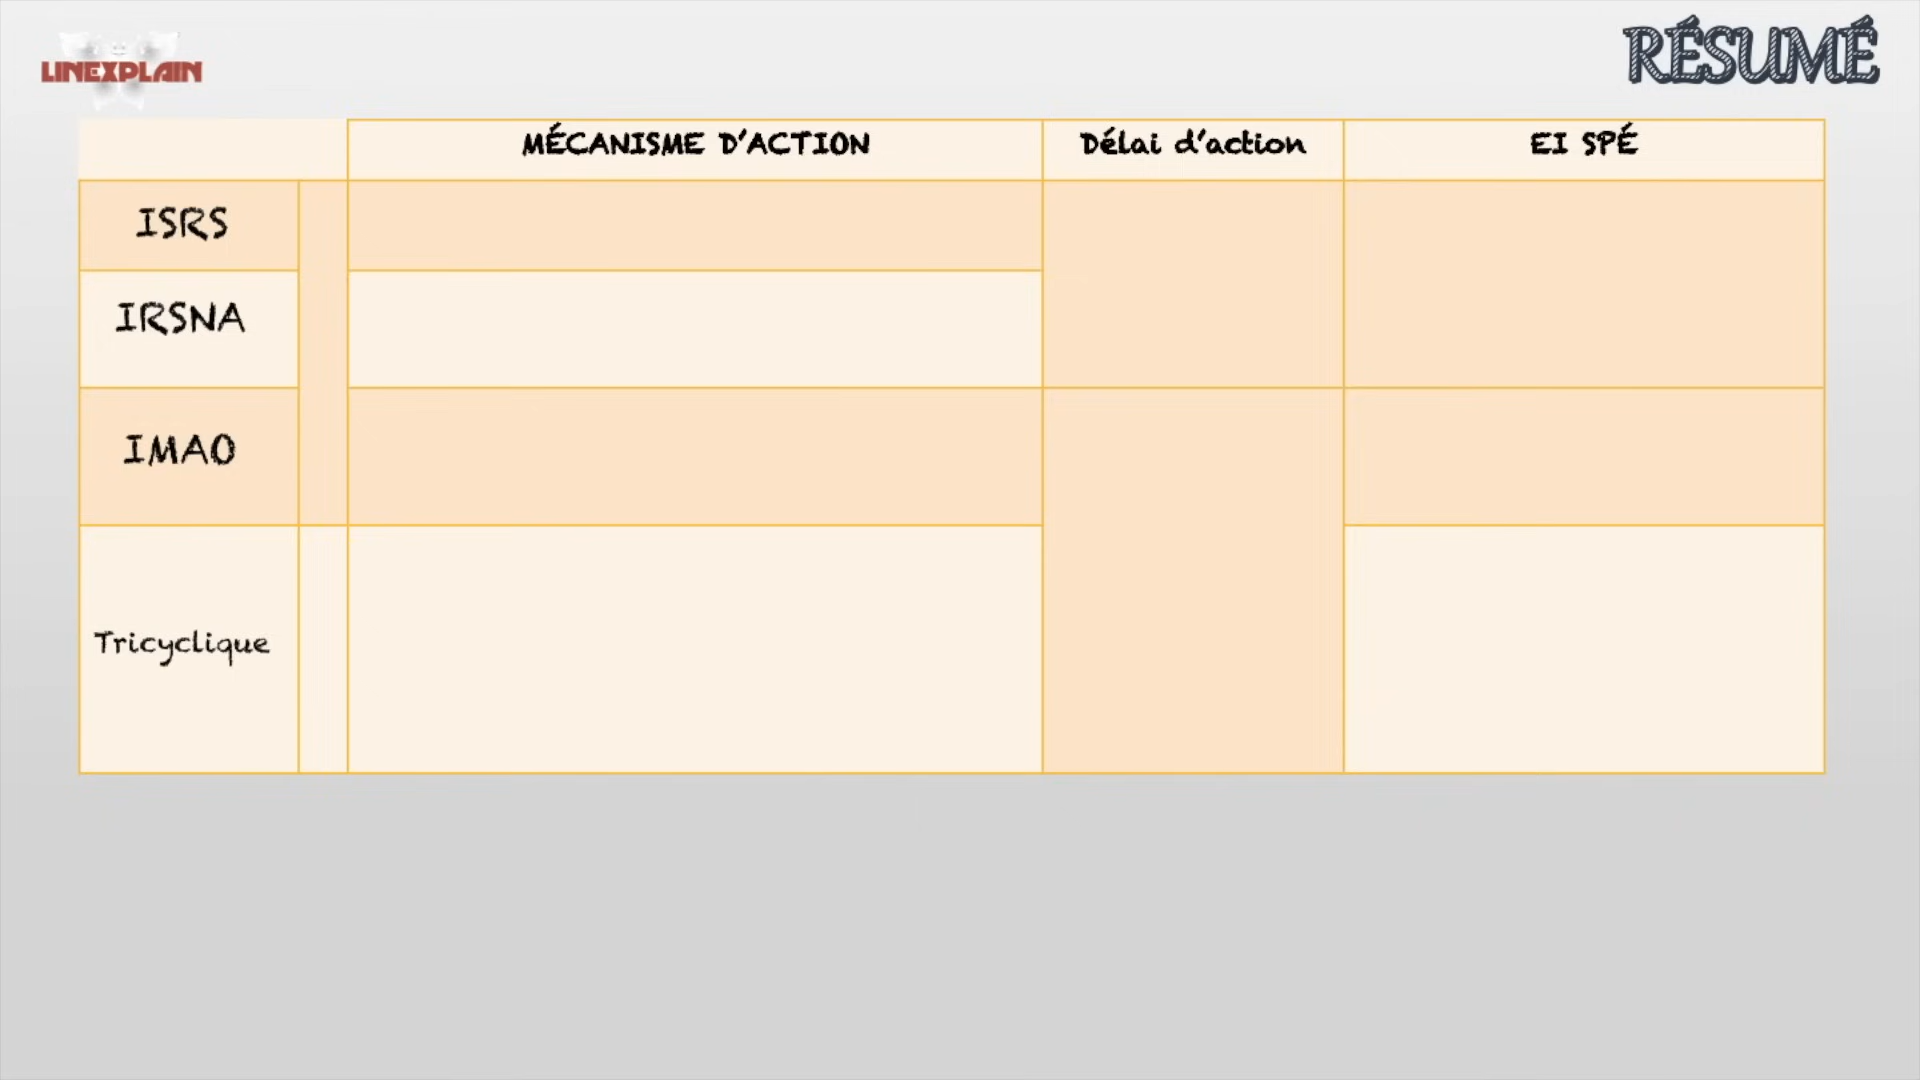 LINEXPLAIN
RÉSUMÉ
MÉCANISME D'ACTION
Délai d'action
EI SPÉ
ISRS
IRSNA
IMAO
Tricyclique